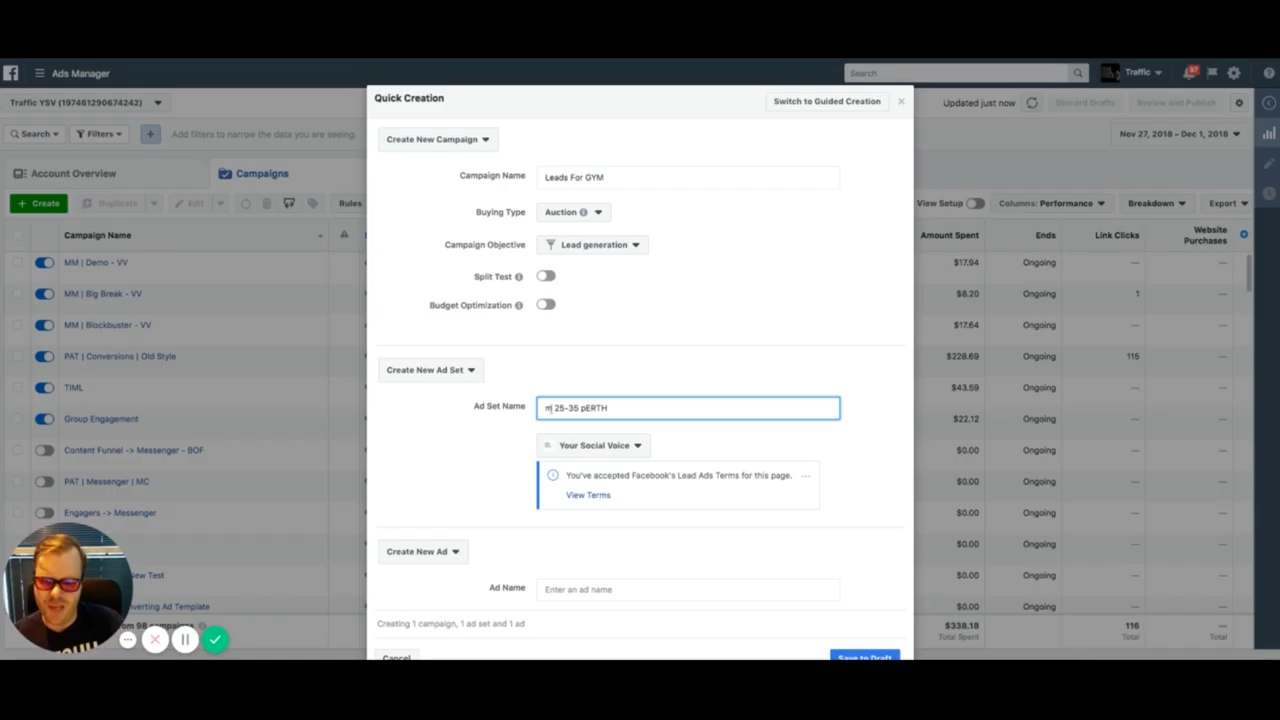 Ads Manager
Search
Traffic
97
Traffic YSV (197461290674242)
Updated just now
Discard Drafts
Review and Publish
Search
Filters
Add filters to narrow the data you are seeing.
Nov 27, 2018 – Dec 1, 2018
Account Overview
Campaigns
+ Create
Duplicate
Edit
Rules
View Setup
Columns: Performance
Breakdown
Export
Campaign Name
Amount Spent
Ends
Link Clicks
Website Purchases
MM | Demo - VV
$17.94
Ongoing
—
—
MM | Big Break - VV
$8.20
Ongoing
1
—
MM | Blockbuster - VV
$17.64
Ongoing
—
—
PAT | Conversions | Old Style
$228.69
Ongoing
115
—
TIML
$43.59
Ongoing
—
—
Group Engagement
$22.12
Ongoing
—
—
Content Funnel -> Messenger - BOF
$0.00
Ongoing
—
—
PAT | Messenger | MC
$0.00
Ongoing
—
—
Engagers -> Messenger
$0.00
Ongoing
—
—
$0.00
Ongoing
—
—
New Test
$0.00
Ongoing
—
—
verting Ad Template
$0.00
Ongoing
—
—
$338.18
Total Spent
116
Total
—
Total
Quick Creation
Switch to Guided Creation
Create New Campaign
Campaign Name
Leads For GYM
Buying Type
Auction
Campaign Objective
Lead generation
Split Test
Budget Optimization
Create New Ad Set
Ad Set Name
m 25-35 pERTH
Your Social Voice
You've accepted Facebook's Lead Ads Terms for this page.
View Terms
Create New Ad
Ad Name
Enter an ad name
Creating 1 campaign, 1 ad set and 1 ad
Cancel
Save to Draft